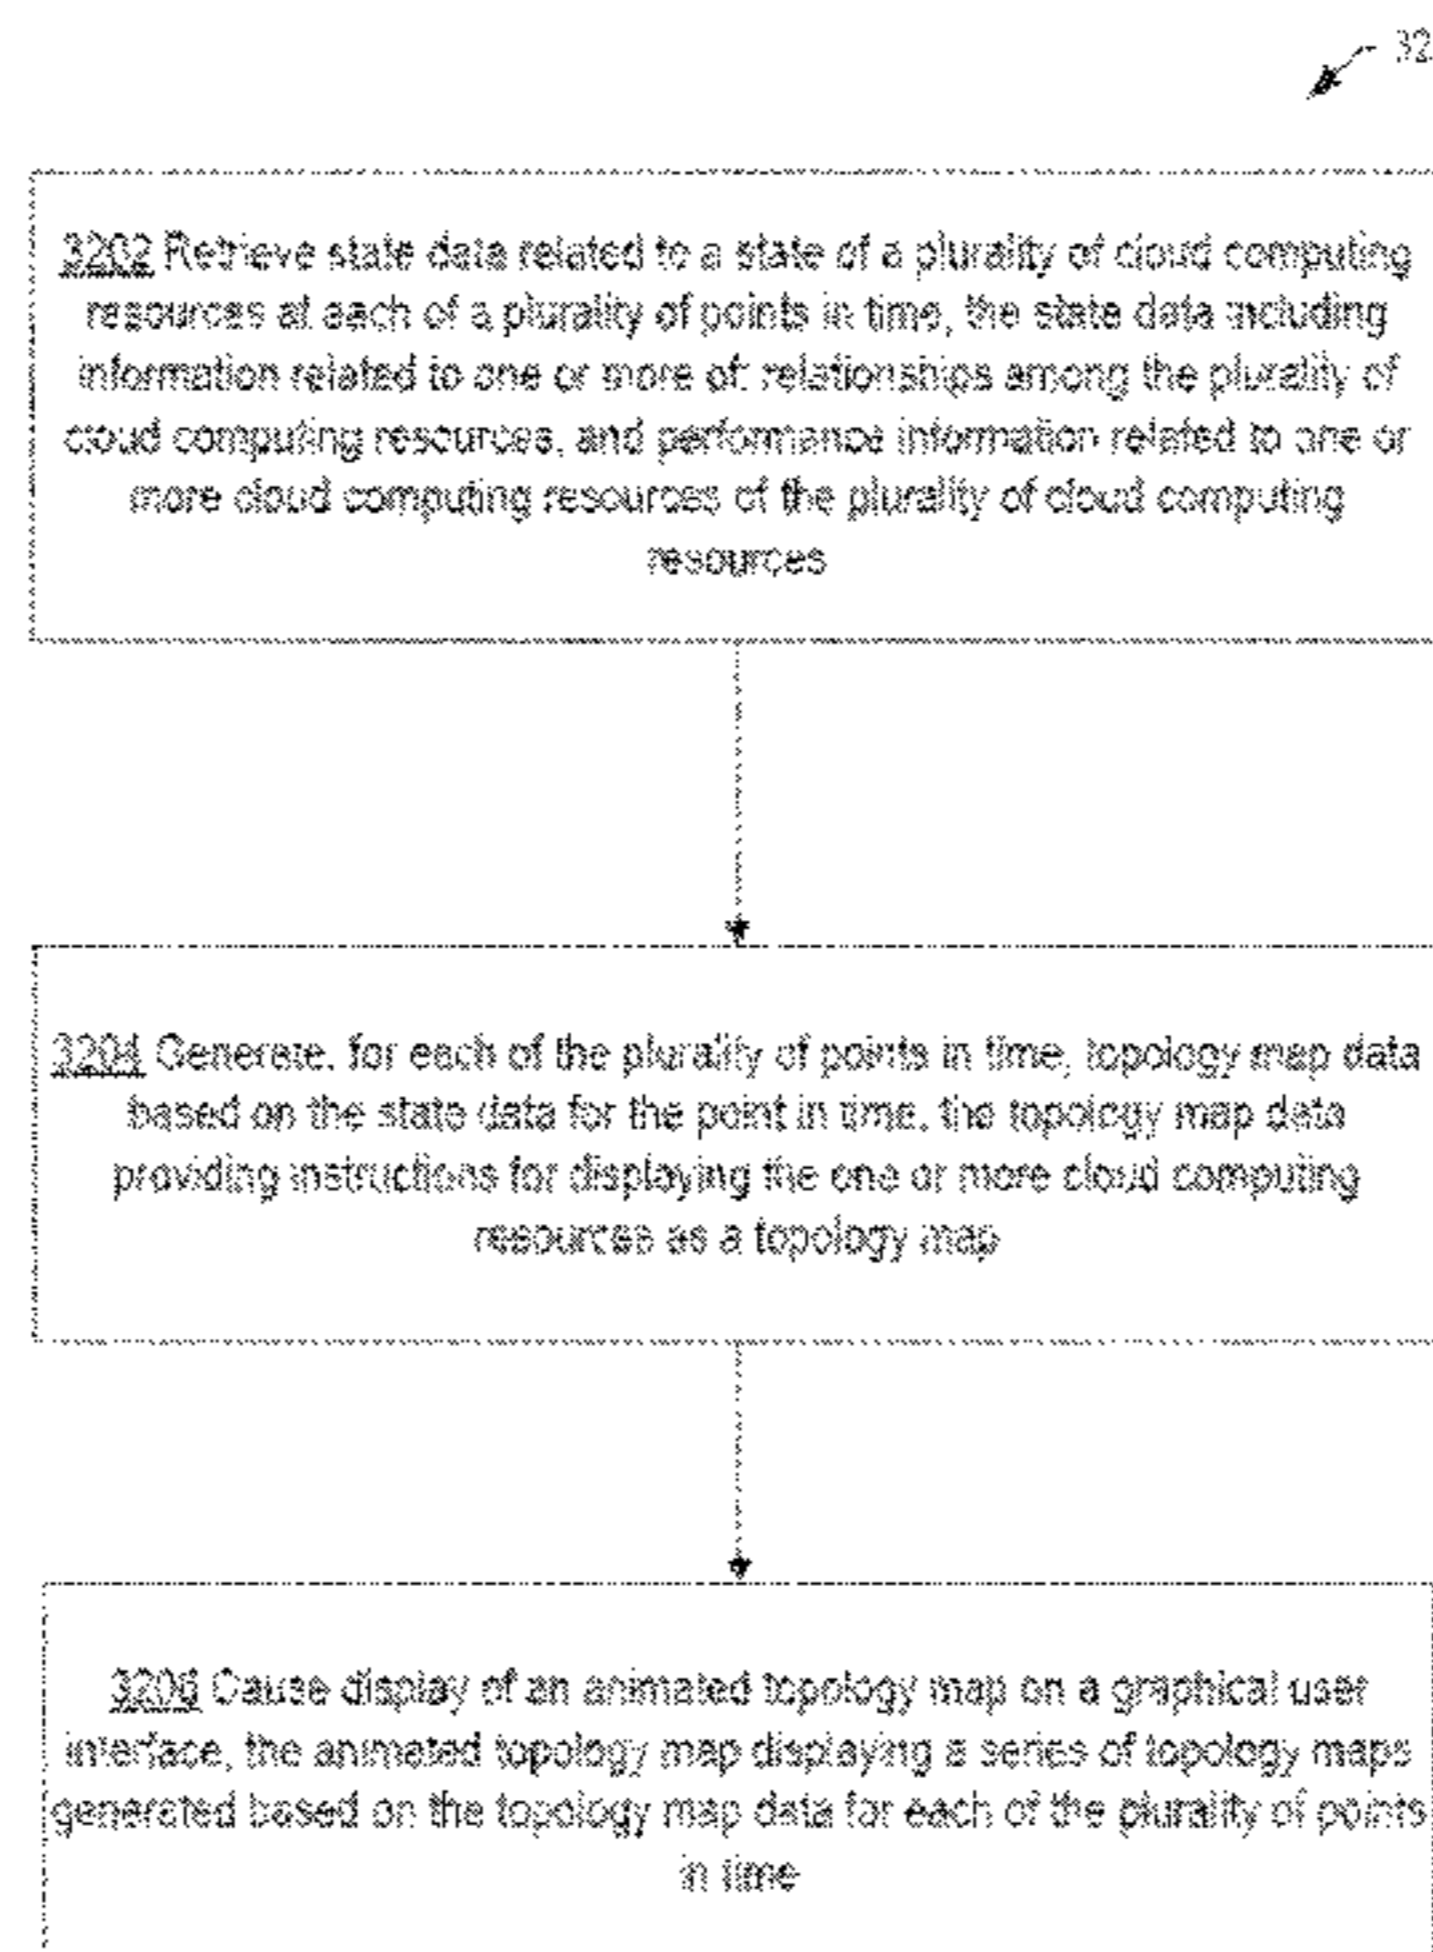 32
3202 Retrieve state data related to a state of a plurality of cloud computing
resources at each of a plurality of points in time, the state data including
information related to one or more of: relationships among the plurality of
cloud computing resources, and performance information related to one or
more cloud computing resources of the plurality of cloud computing
resources
3204 Generate, for each of the plurality of points in time, topology map data
based on the state data for the point in time, the topology map data
providing instructions for displaying the one or more cloud computing
resources as a topology map
3206 Cause display of an animated topology map on a graphical user
interface, the animated topology map displaying a series of topology maps
generated based on the topology map data for each of the plurality of points
in time